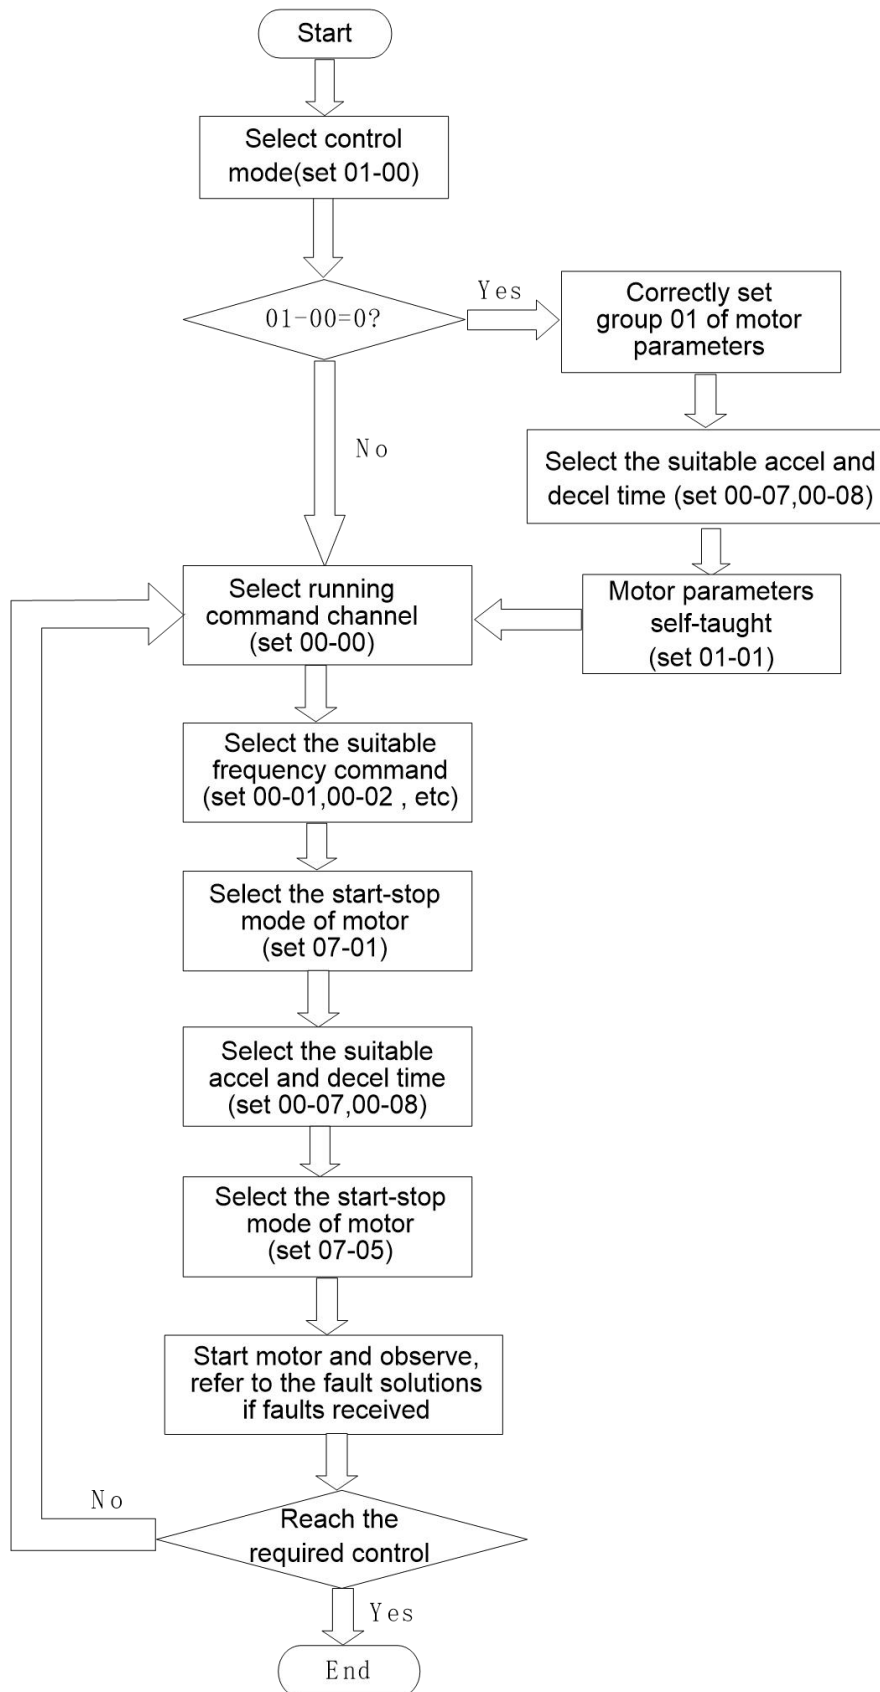 Start
Select control
mode(set 01-00)
01-00=0?
Yes
Correctly set
group 01 of motor
parameters
Select the suitable accel and
decel time (set 00-07,00-08)
Motor parameters
self-taught
(set 01-01)
No
Select running
command channel
(set 00-00)
Select the suitable
frequency command
(set 00-01,00-02 , etc)
Select the start-stop
mode of motor
(set 07-01)
Select the suitable
accel and decel time
(set 00-07,00-08)
Select the start-stop
mode of motor
(set 07-05)
Start motor and observe,
refer to the fault solutions
if faults received
Reach the
required control
No
Yes
End